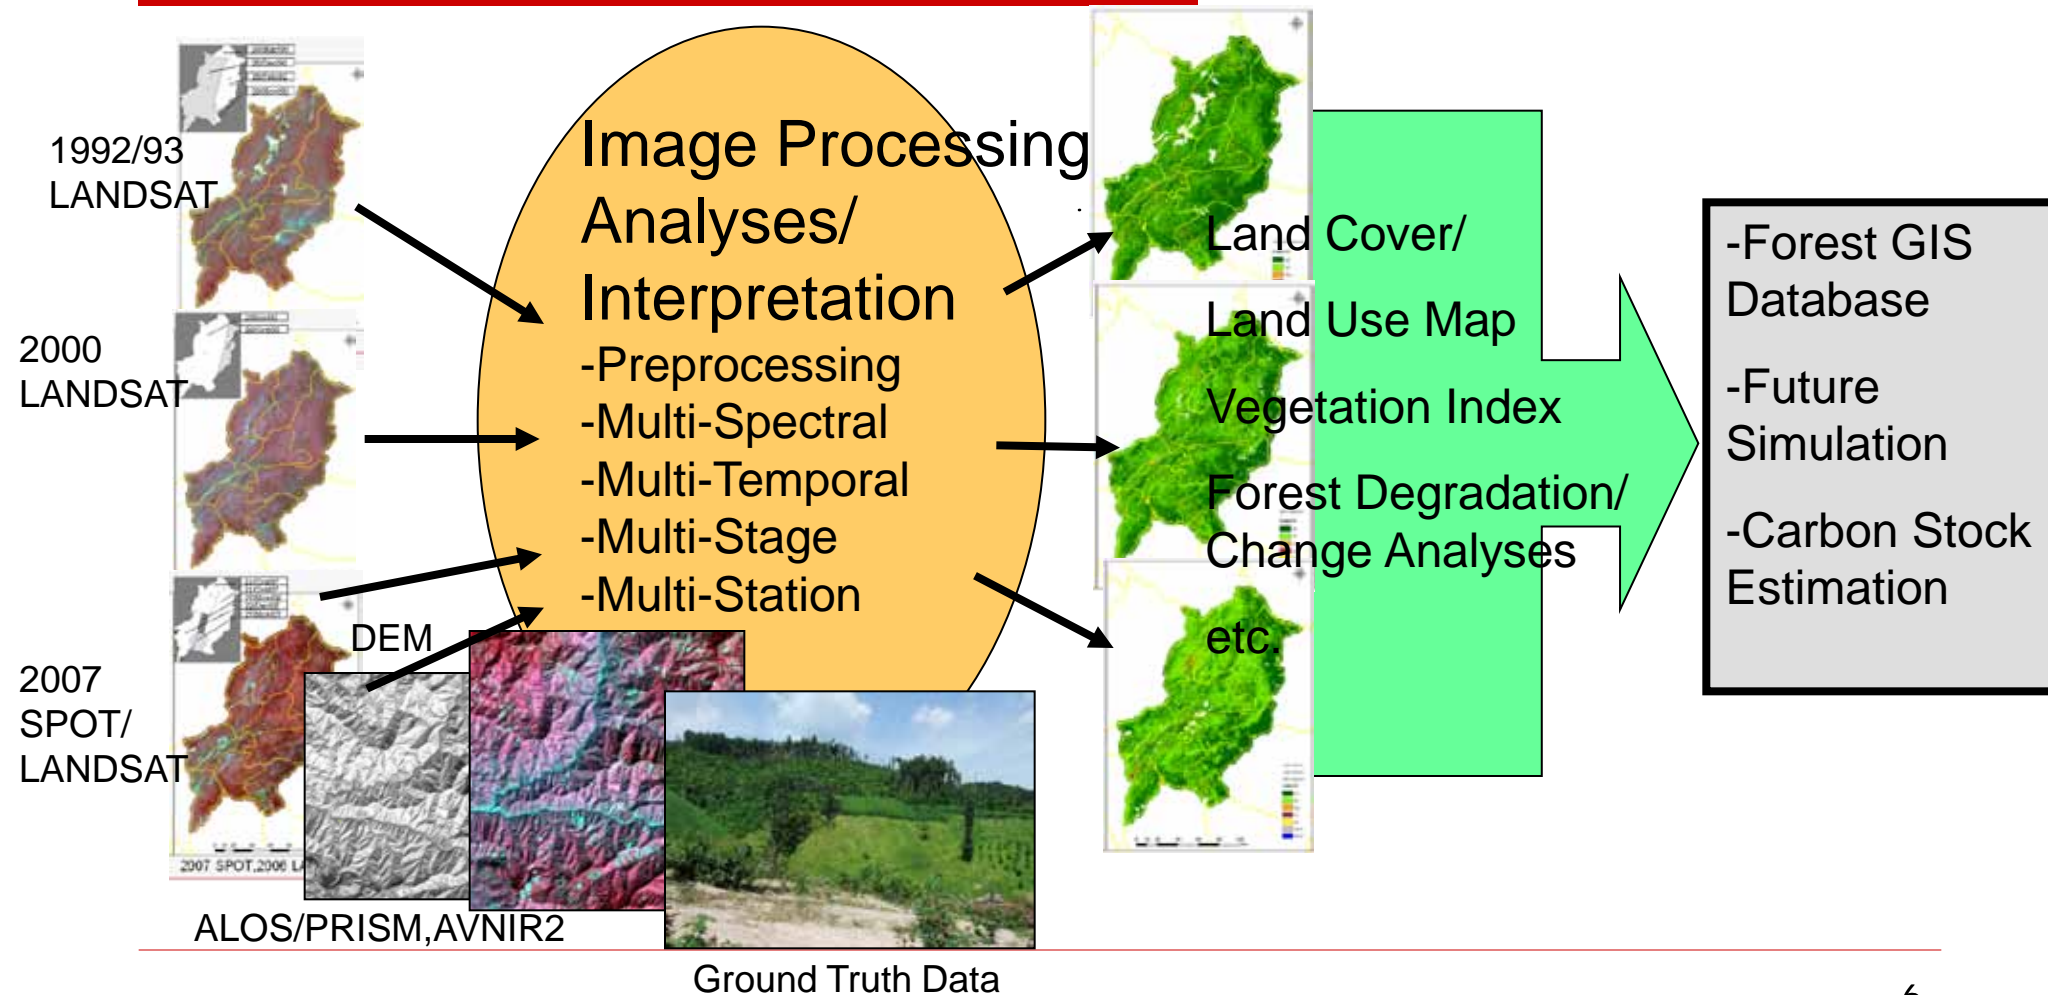 1992/93
LANDSAT
2000
LANDSAT
2007
SPOT/
LANDSAT
2007 SPOT,2006
DEM
ALOS/PRISM,AVNIR2
Ground Truth Data
Image Processing
Analyses/
Interpretation
-Preprocessing
-Multi-Spectral
-Multi-Temporal
-Multi-Stage
-Multi-Station
Land Cover/
Land Use Map
Vegetation Index
Forest Degradation/
Change Analyses
etc.
-Forest GIS
Database
-Future
Simulation
-Carbon Stock
Estimation